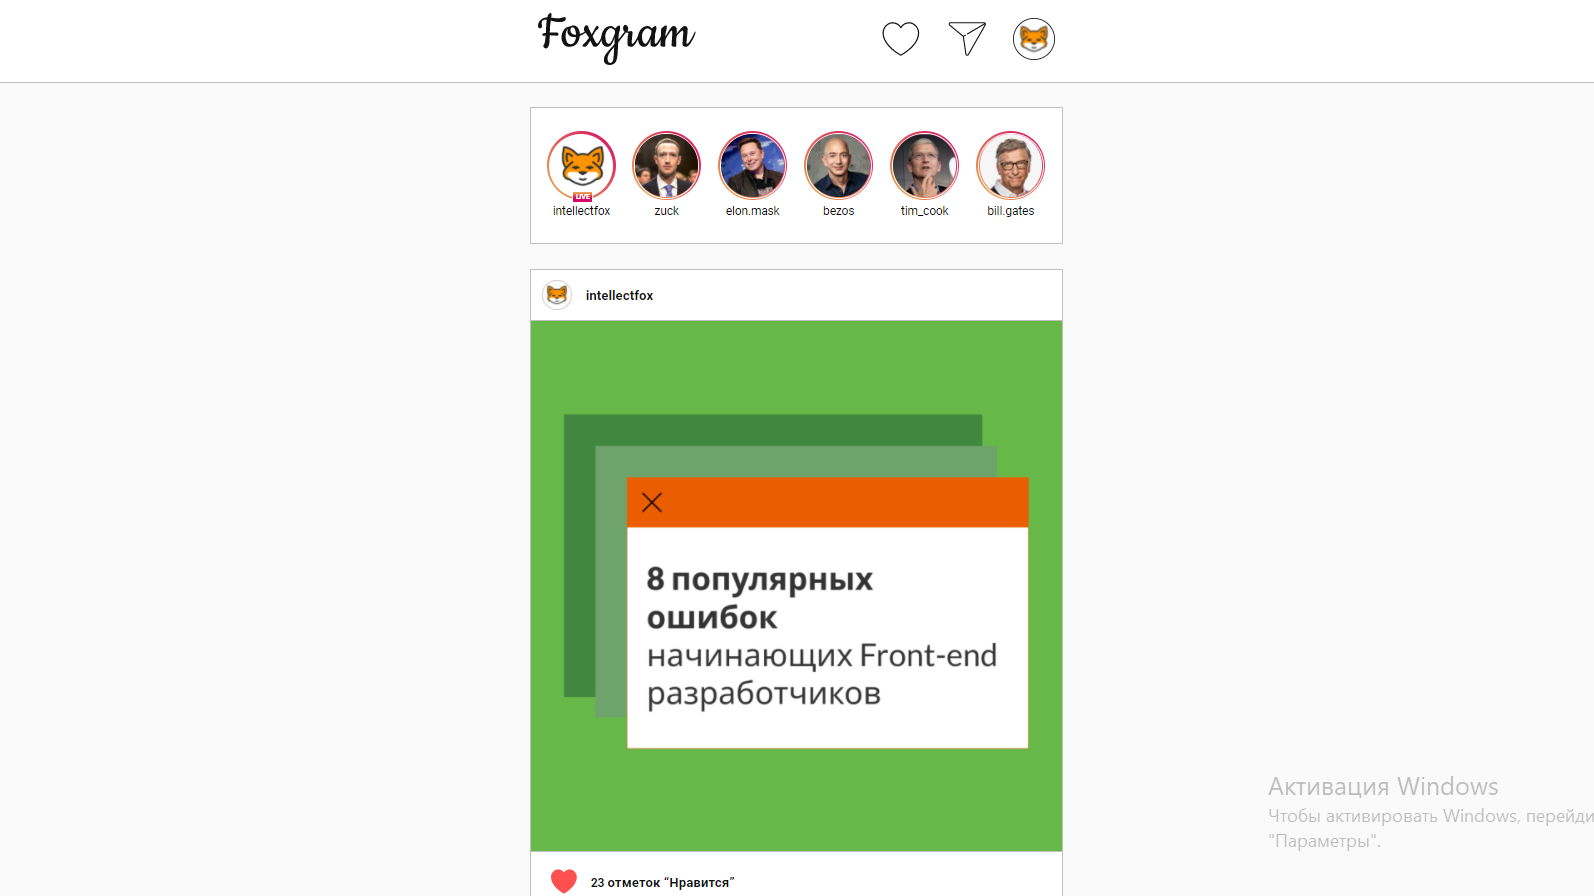 Foxgram
LIVE
intellectfox
zuck
elon.mask
bezos
tim_cook
bill.gates
intellectfox
8 популярных
ошибок
начинающих Front-end
разработчиков
Активация Windows
Чтобы активировать Windows, перейди
"Параметры".
23 отметок “Нравится”